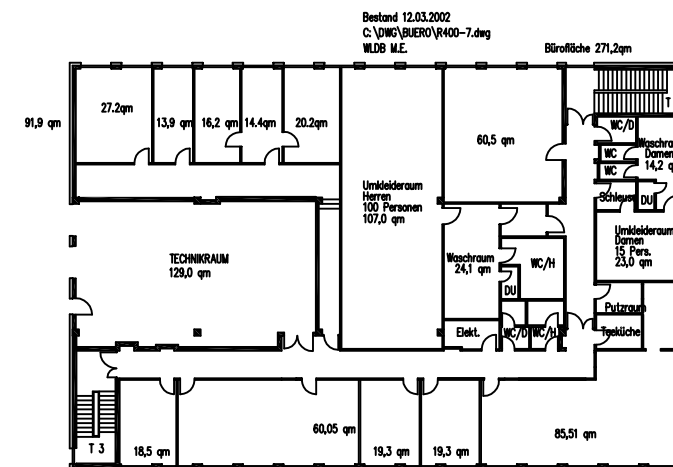 Bestand 12.03.2002
C:\DWG\BUERO\R400-7.dwg
WLDB M.E.
Bürofläche 271,2qm
91,9 qm
27.2qm
13,9 qm
16,2 qm
14.4qm
20.2qm
60,5 qm
T
WC/D
WC
WC
Damen
14,2
Schleuse
DU
Umkleideraum
Herren
100 Personen
107,0 qm
Umkleideraum
Damen
15 Pers.
23,0 qm
TECHNIKRAUM
129,0 qm
Waschraum
24,1 qm
WC/H
DU
Putzraum
Elekt.
WC/D
WC/H
Teeküche
T 3
18,5 qm
60,05 qm
19,3 qm
19,3 qm
85,51 qm